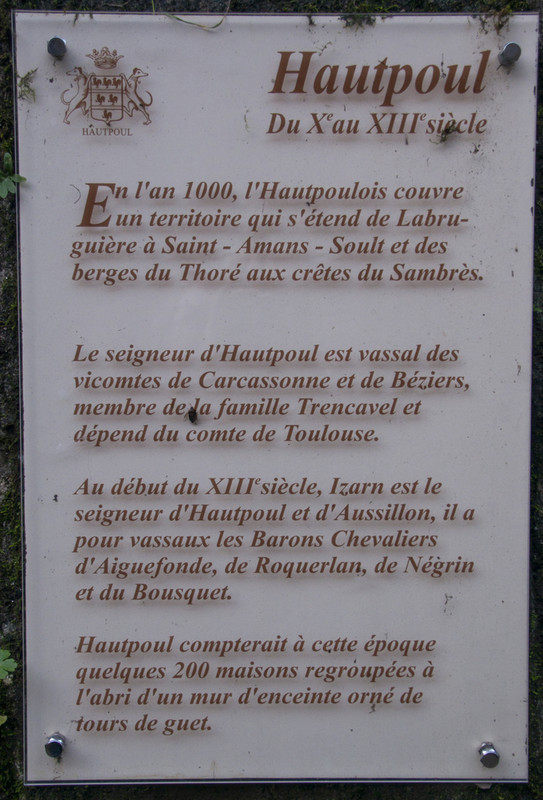 HAUTPOUL
Hautpoul
Du Xe au XIIIe siècle
En l'an 1000, l'Hautpoulois couvre
un territoire qui s'étend de Labru-
guière à Saint - Amans - Soult et des
berges du Thoré aux crêtes du Sambrès.
Le seigneur d'Hautpoul est vassal des
vicomtes de Carcassonne et de Béziers,
membre de la famille Trencavel et
dépend du comte de Toulouse.
Au début du XIIIe siècle, Izarn est le
seigneur d'Hautpoul et d'Aussillon, il a
pour vassaux les Barons Chevaliers
d'Aiguefonde, de Roquerlan, de Négrin
et du Bousquet.
Hautpoul compterait à cette époque
quelques 200 maisons regroupées à
l'abri d'un mur d'enceinte orné de
tours de guet.